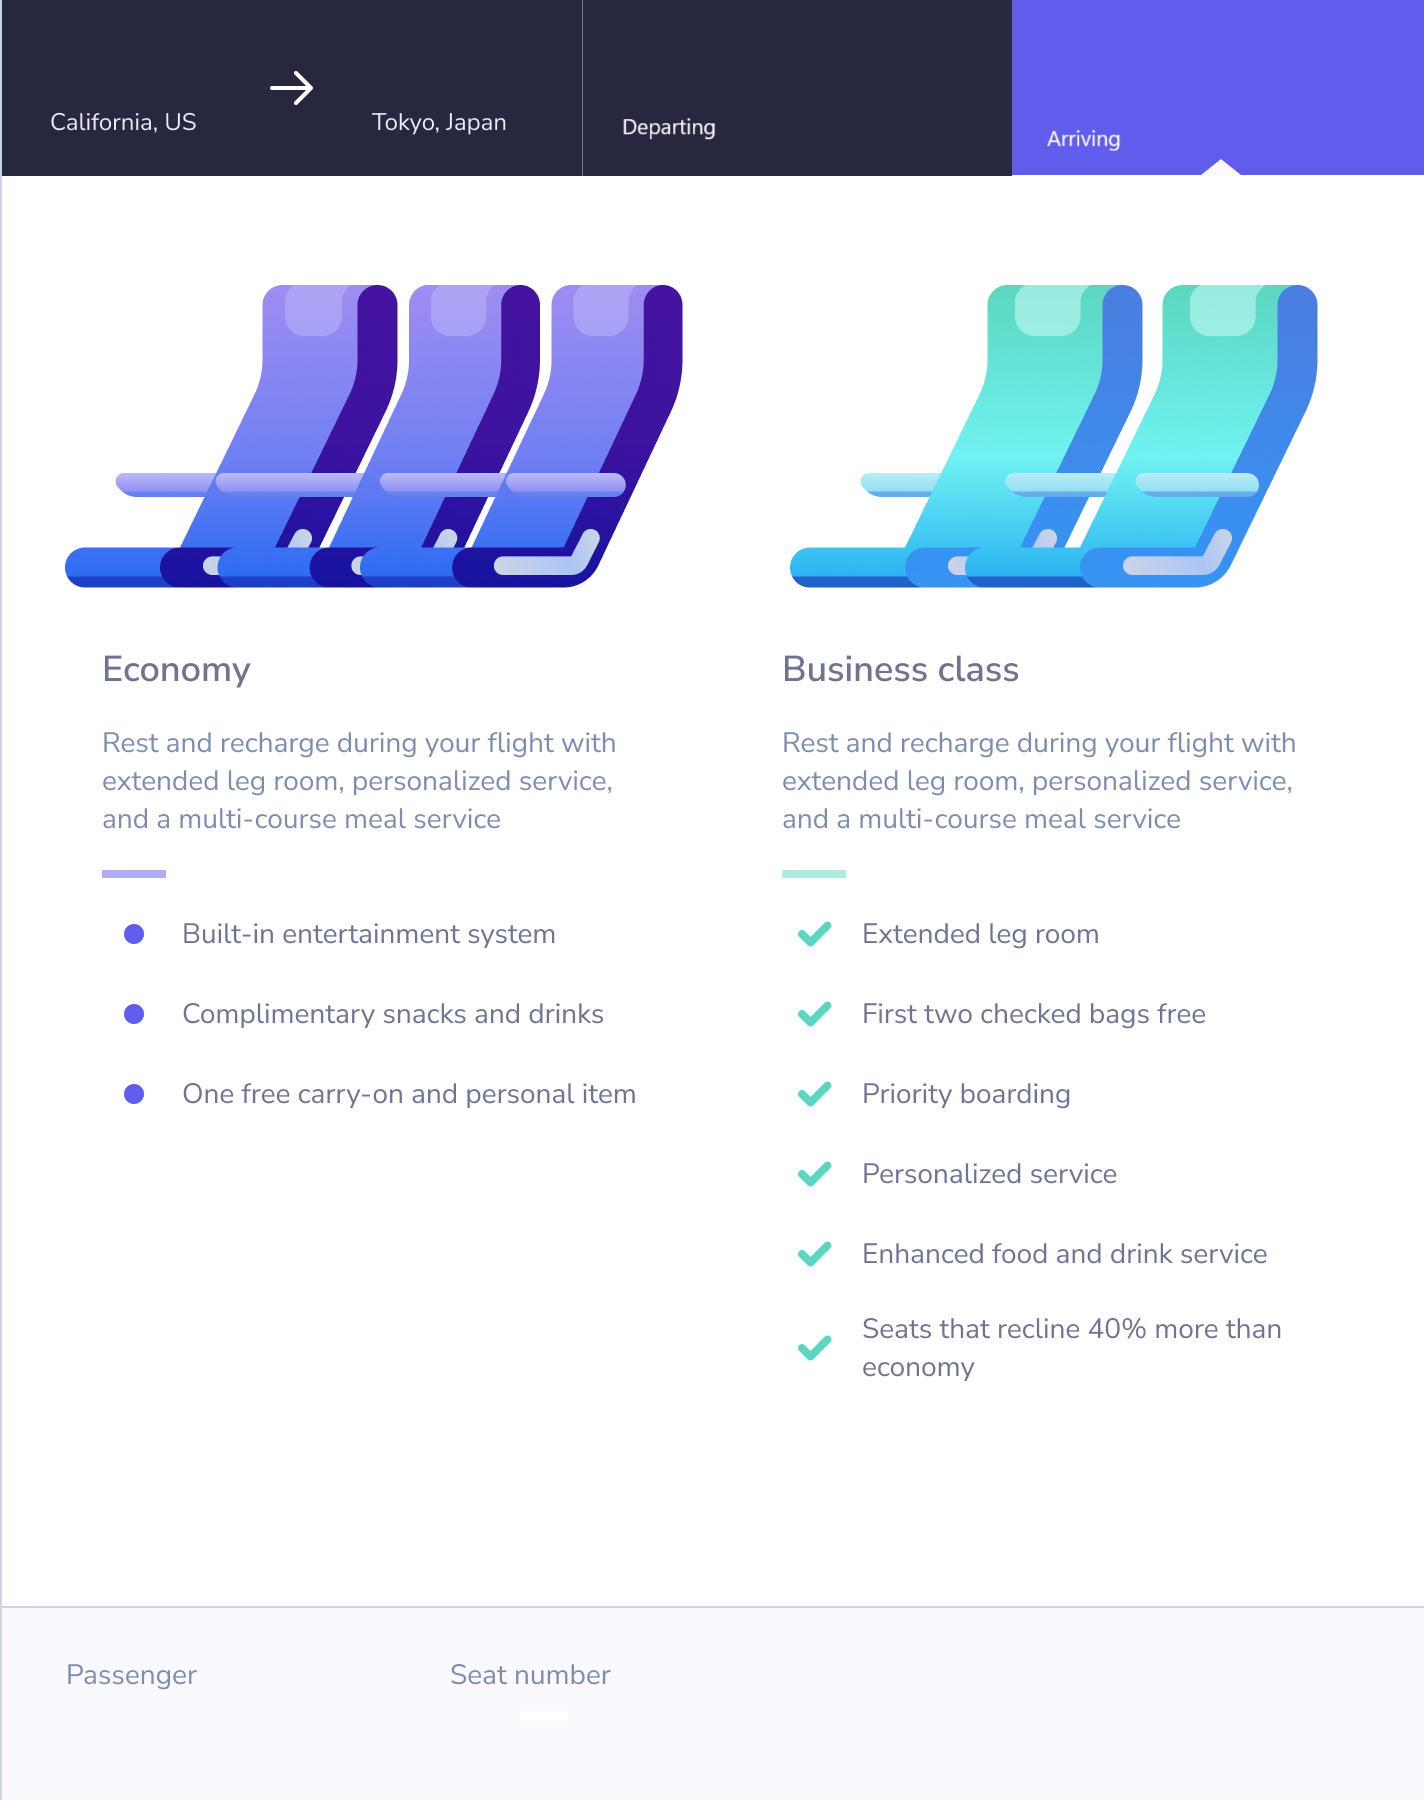 California, US
Tokyo, Japan
Departing
Arriving
Economy
Rest and recharge during your flight with
extended leg room, personalized service,
and a multi-course meal service
Built-in entertainment system
Complimentary snacks and drinks
One free carry-on and personal item
Business class
Rest and recharge during your flight with
extended leg room, personalized service,
and a multi-course meal service
Extended leg room
First two checked bags free
Priority boarding
Personalized service
Enhanced food and drink service
Seats that recline 40% more than
economy
Passenger
Seat number